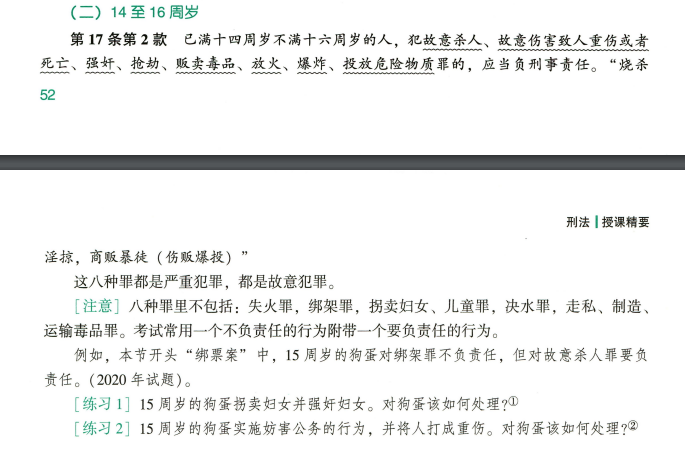 （二）14 至 16 周岁
第 17 条第 2 款　已满十四周岁不满十六周岁的人，犯故意杀人、故意伤害致人重伤或者
死亡、强奸、抢劫、贩卖毒品、放火、爆炸、投放危险物质罪的，应当负刑事责任。“烧杀
52
刑法 | 授课精要
淫掠，商贩暴徒（伤贩爆投）”
这八种罪都是严重犯罪，都是故意犯罪。
［注意］八种罪里不包括：失火罪，绑架罪，拐卖妇女、儿童罪，决水罪，走私、制造、
运输毒品罪。考试常用一个不负责任的行为附带一个要负责任的行为。
例如，本节开头“绑票案”中，15 周岁的狗蛋对绑架罪不负责任，但对故意杀人罪要负
责任。（2020 年试题）。
［练习 1］15 周岁的狗蛋拐卖妇女并强奸妇女。对狗蛋该如何处理?①
［练习 2］15 周岁的狗蛋实施妨害公务的行为，并将人打成重伤。对狗蛋该如何处理?②